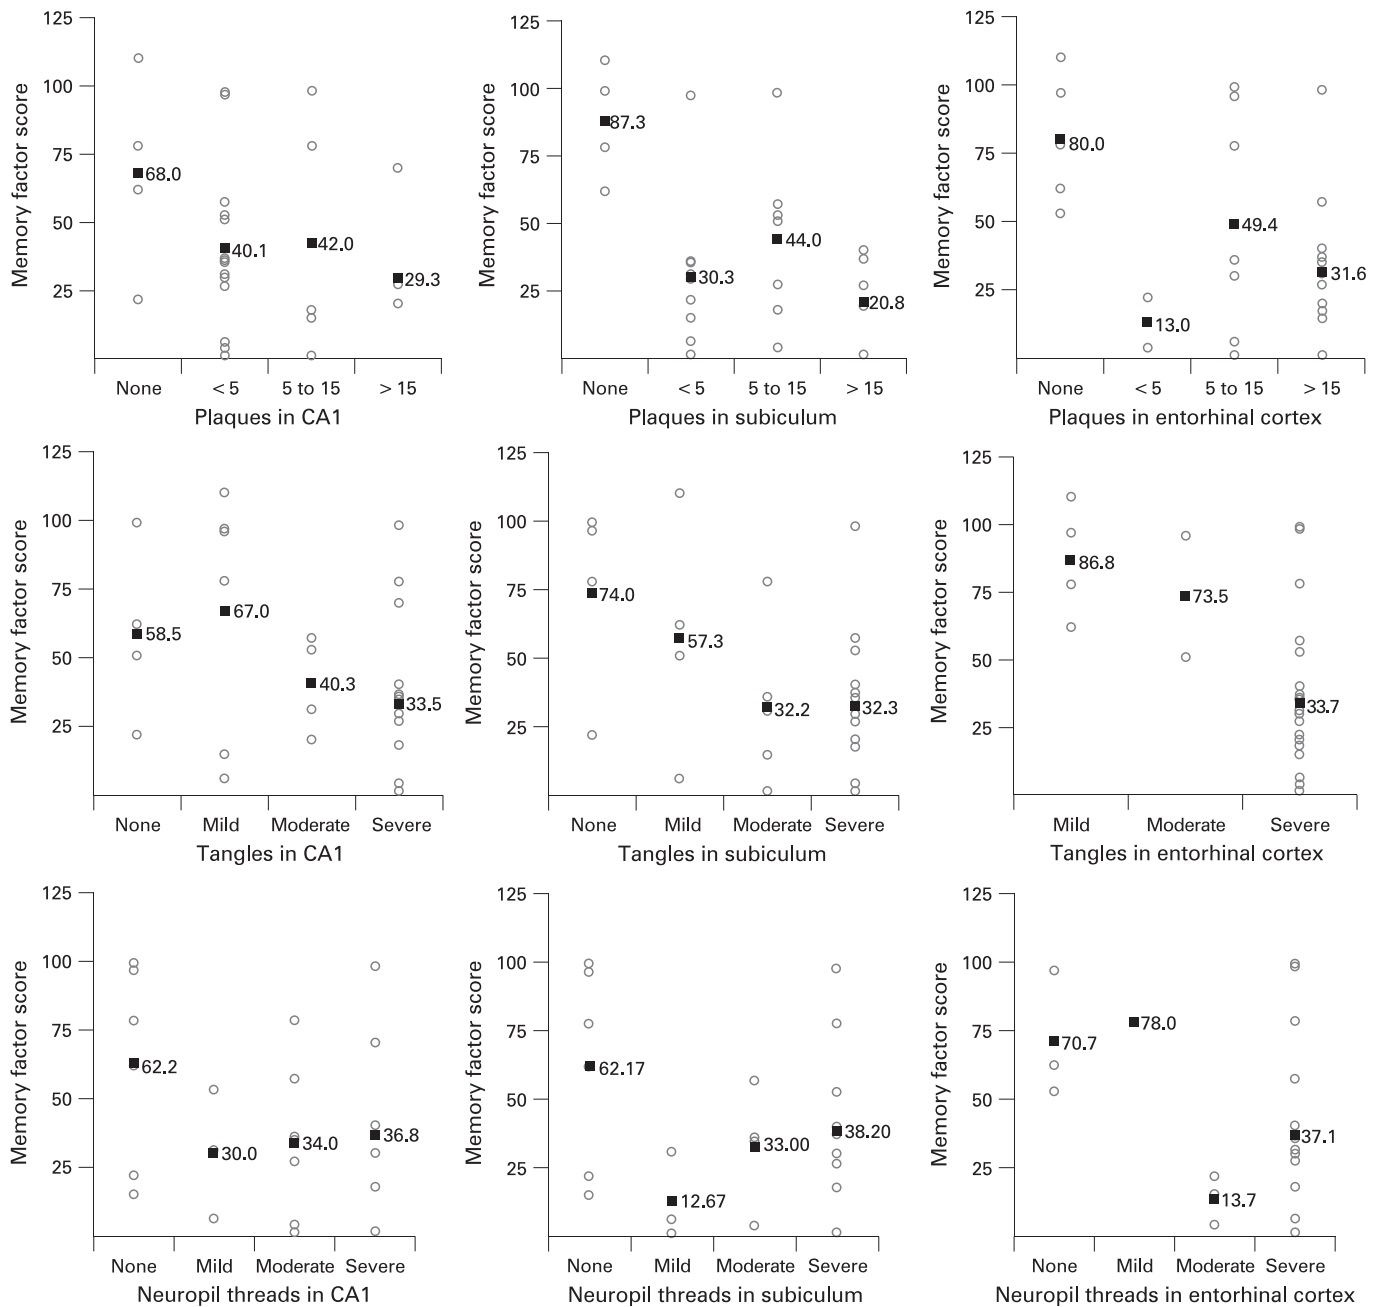 125
100
75
50
25
Memory factor score
68.0
40.1
42.0
29.3
None
< 5
5 to 15
> 15
Plaques in CA1
125
100
75
50
25
Memory factor score
87.3
30.3
44.0
20.8
None
< 5
5 to 15
> 15
Plaques in subiculum
125
100
75
50
25
Memory factor score
80.0
13.0
49.4
31.6
None
< 5
5 to 15
> 15
Plaques in entorhinal cortex
125
100
75
50
25
Memory factor score
58.5
67.0
40.3
33.5
None
Mild
Moderate
Severe
Tangles in CA1
125
100
75
50
25
Memory factor score
74.0
57.3
32.2
32.3
None
Mild
Moderate
Severe
Tangles in subiculum
125
100
75
50
25
Memory factor score
86.8
73.5
33.7
Mild
Moderate
Severe
Tangles in entorhinal cortex
125
100
75
50
25
Memory factor score
62.2
30.0
34.0
36.8
None
Mild
Moderate
Severe
Neuropil threads in CA1
125
100
75
50
25
Memory factor score
62.17
12.67
33.00
38.20
None
Mild
Moderate
Severe
Neuropil threads in subiculum
125
100
75
50
25
Memory factor score
70.7
78.0
13.7
37.1
None
Mild
Moderate
Severe
Neuropil threads in entorhinal cortex